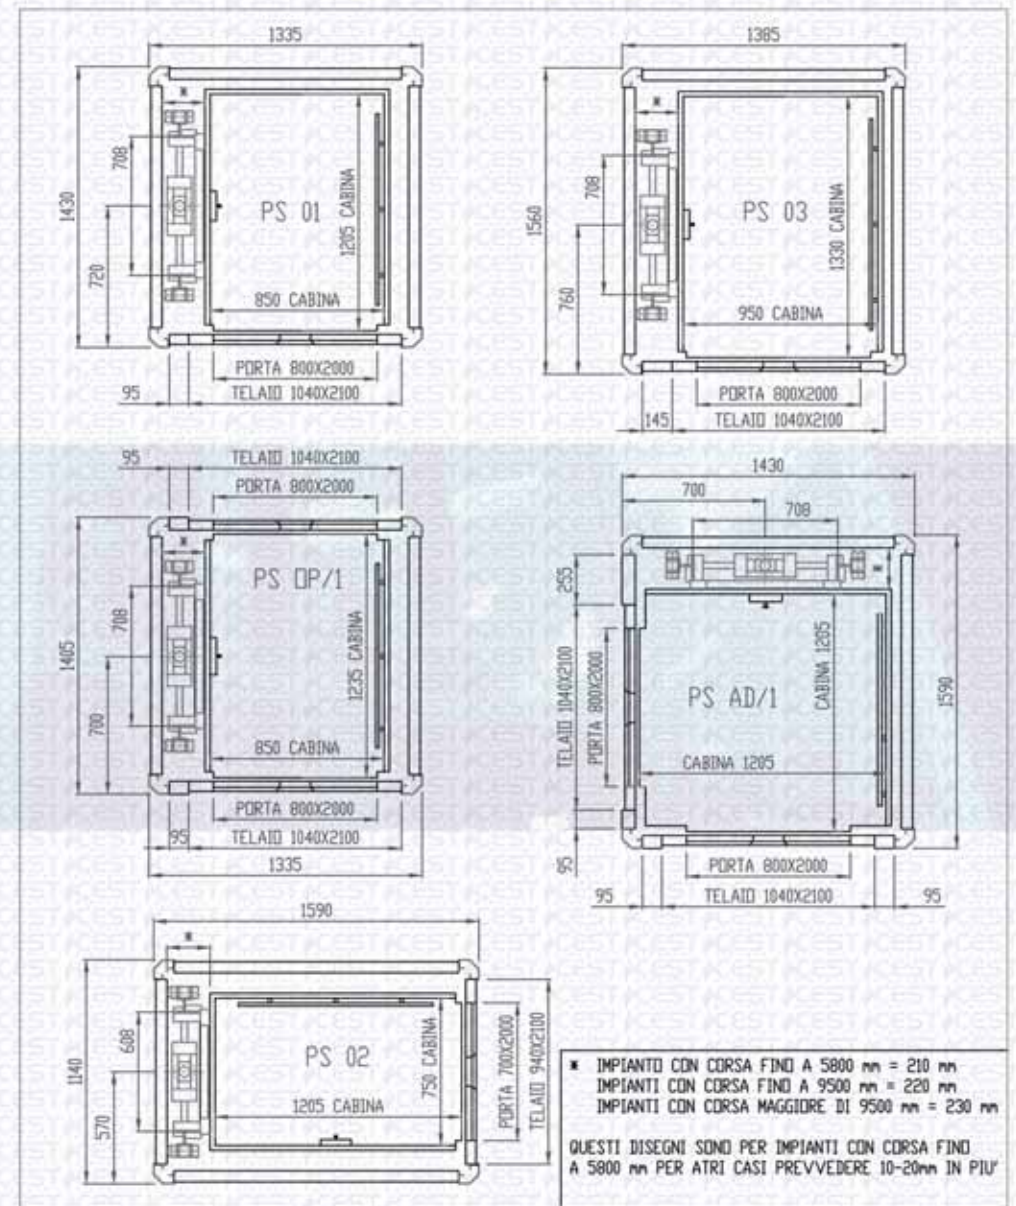 1335
1430
708
720
*
PS 01
1205 CABINA
850 CABINA
PORTA 800X2000
95
TELAIO 1040X2100
1385
1560
708
760
*
PS 03
1330 CABINA
950 CABINA
PORTA 800X2000
145
TELAIO 1040X2100
95
TELAIO 1040X2100
PORTA 800X2000
1405
708
700
*
PS OP/1
1235 CABINA
850 CABINA
PORTA 800X2000
95
TELAIO 1040X2100
1335
1430
700
708
255
*
TELAIO 1040X2100
PORTA 800X2000
PS AD/1
CABINA 1205
CABINA 1205
1590
95
PORTA 800X2000
95
TELAIO 1040X2100
95
1590
*
1140
608
570
PS 02
750 CABINA
1205 CABINA
PORTA 700X2000
TELAIO 940X2100
* IMPIANTO CON CORSA FINO A 5800 mm = 210 mm
IMPIANTI CON CORSA FINO A 9500 mm = 220 mm
IMPIANTI CON CORSA MAGGIORE DI 9500 mm = 230 mm
QUESTI DISEGNI SONO PER IMPIANTI CON CORSA FINO
A 5800 mm PER ATRI CASI PREVVEDERE 10-20mm IN PIU'